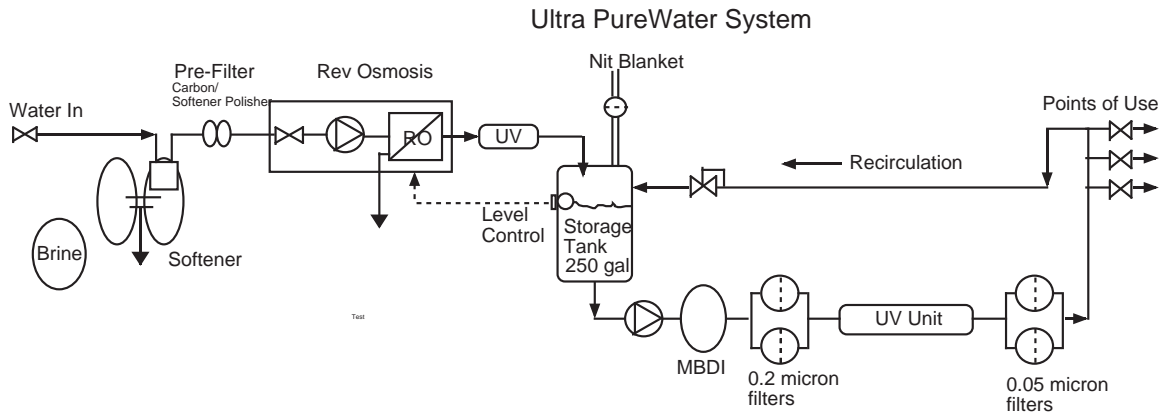 Ultra PureWater System
Nit Blanket
Pre-Filter
Carbon/
Softener Polisher
Rev Osmosis
Water In
Points of Use
RO
UV
Recirculation
Level
Control
Storage
Tank
250 gal
Brine
Softener
Test
UV Unit
MBDI
0.2 micron
filters
0.05 micron
filters